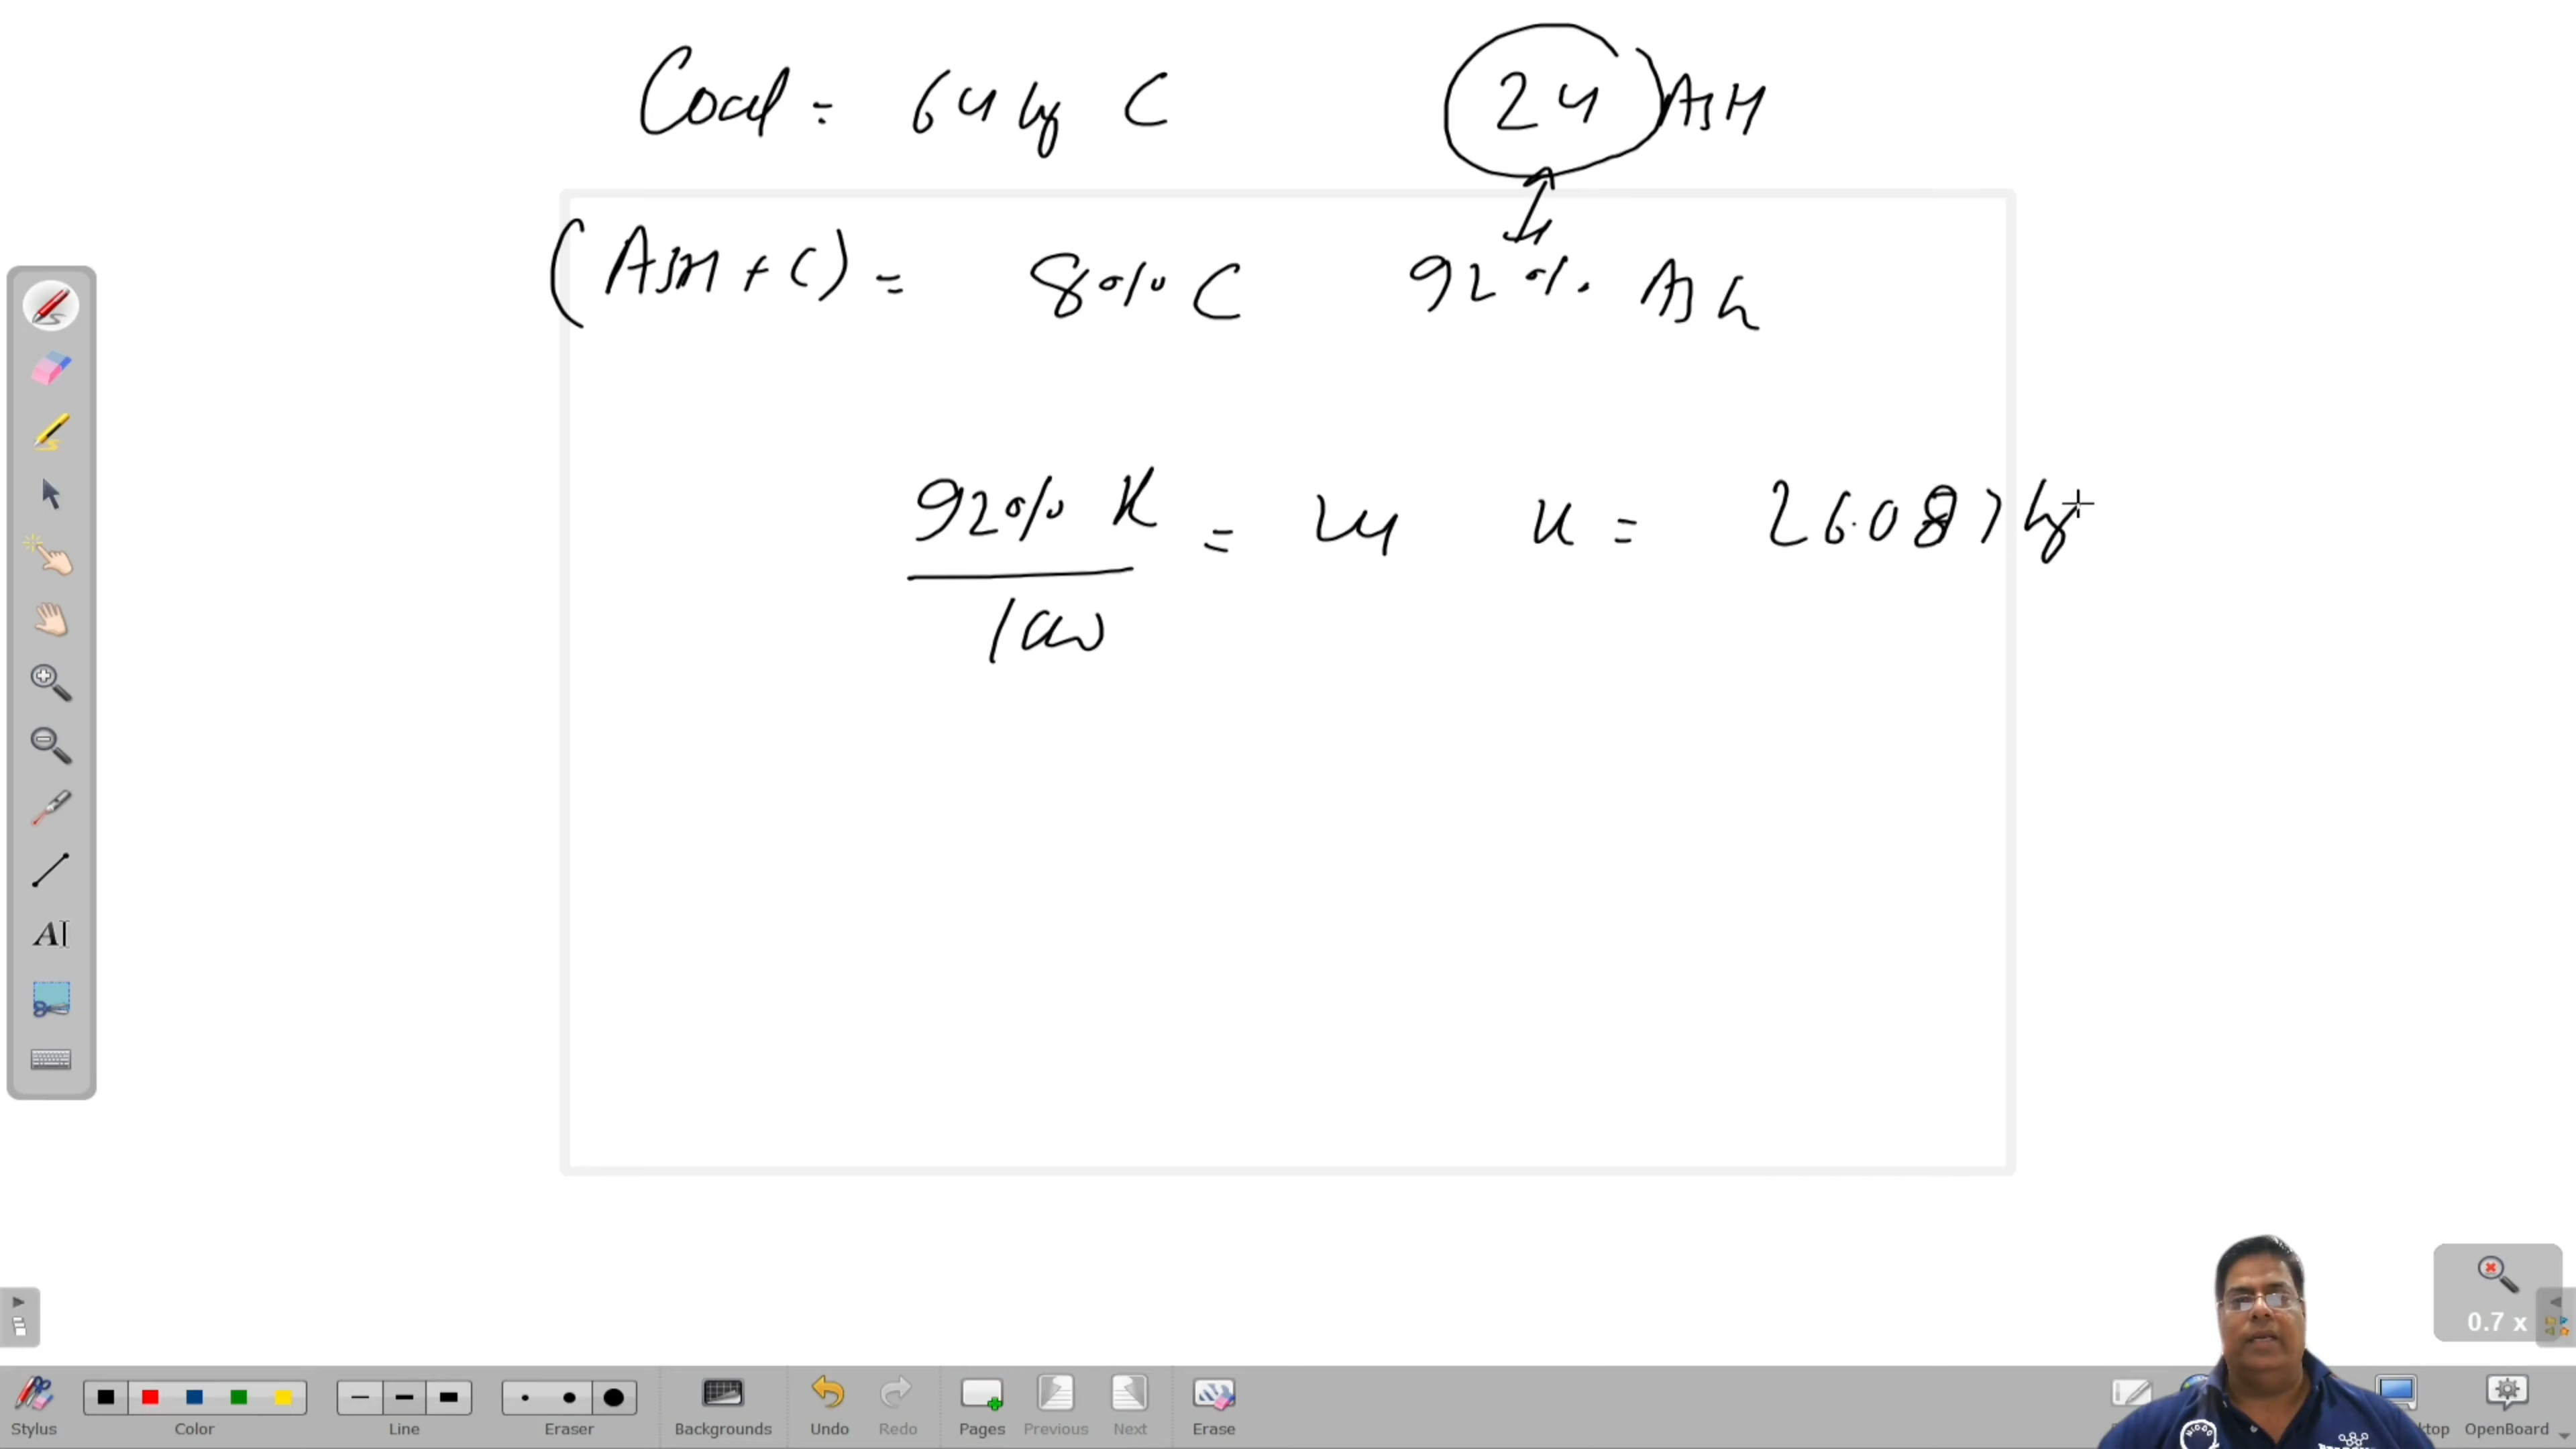 Coal = 64 kg C 24 ASH
(ASH + C) = 8% C 92% Ash
92% x = 24 x = 26.087 kg
100
0.7 x
Stylus Color Line Eraser Backgrounds Undo Redo Pages Previous Next Erase OpenBoard